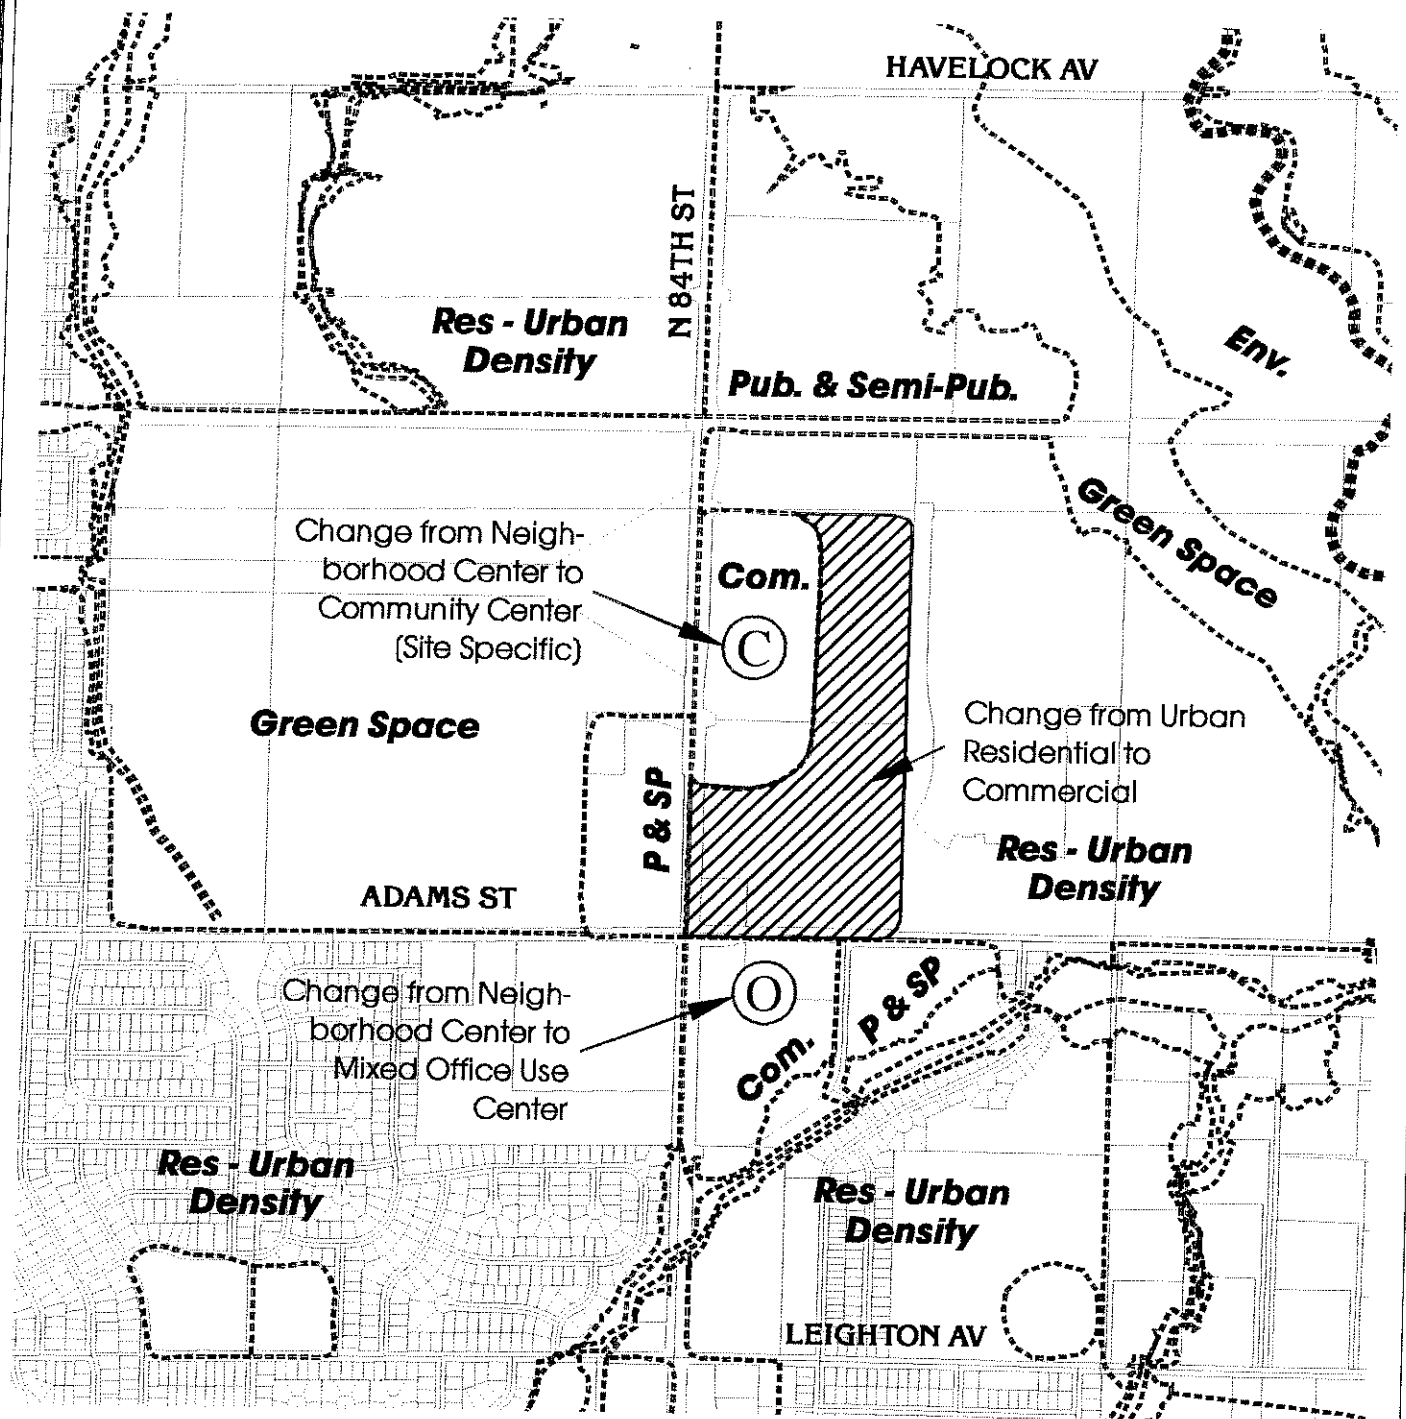 HAVELOCK AV
N 84TH ST
Res - Urban
Density
Pub. & Semi-Pub.
Env.
Green Space
Change from Neigh-
borhood Center to
Community Center
(Site Specific)
Com.
C
Green Space
P & SP
Change from Urban
Residential to
Commercial
Res - Urban
Density
ADAMS ST
Change from Neigh-
borhood Center to
Mixed Office Use
Center
O
Com.
P & SP
Res - Urban
Density
Res - Urban
Density
LEIGHTON AV